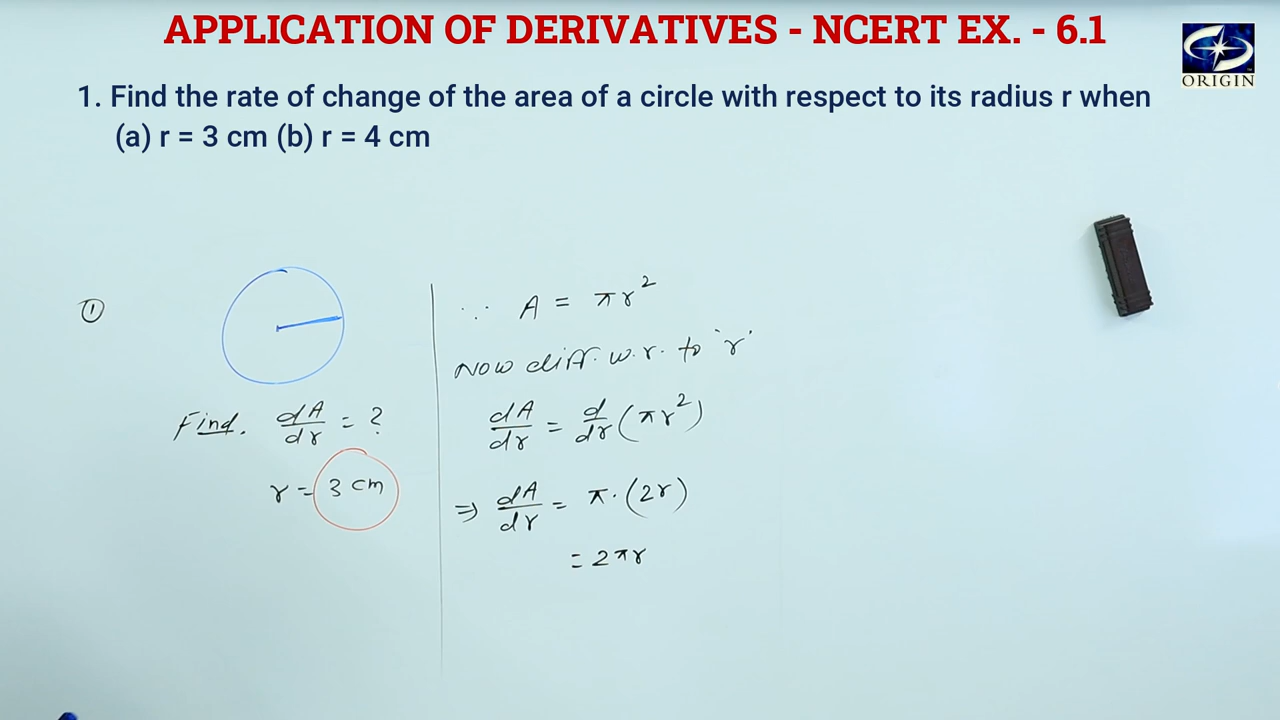 APPLICATION OF DERIVATIVES - NCERT EX. - 6.1
ORIGIN
1. Find the rate of change of the area of a circle with respect to its radius r when
(a) r = 3 cm (b) r = 4 cm
①
Find. dA/dr = ?
r = 3 cm
∵ A = πr²
Now diff. w.r. to 'r'
dA/dr = d/dr (πr²)
⇒ dA/dr = π·(2r)
= 2πr